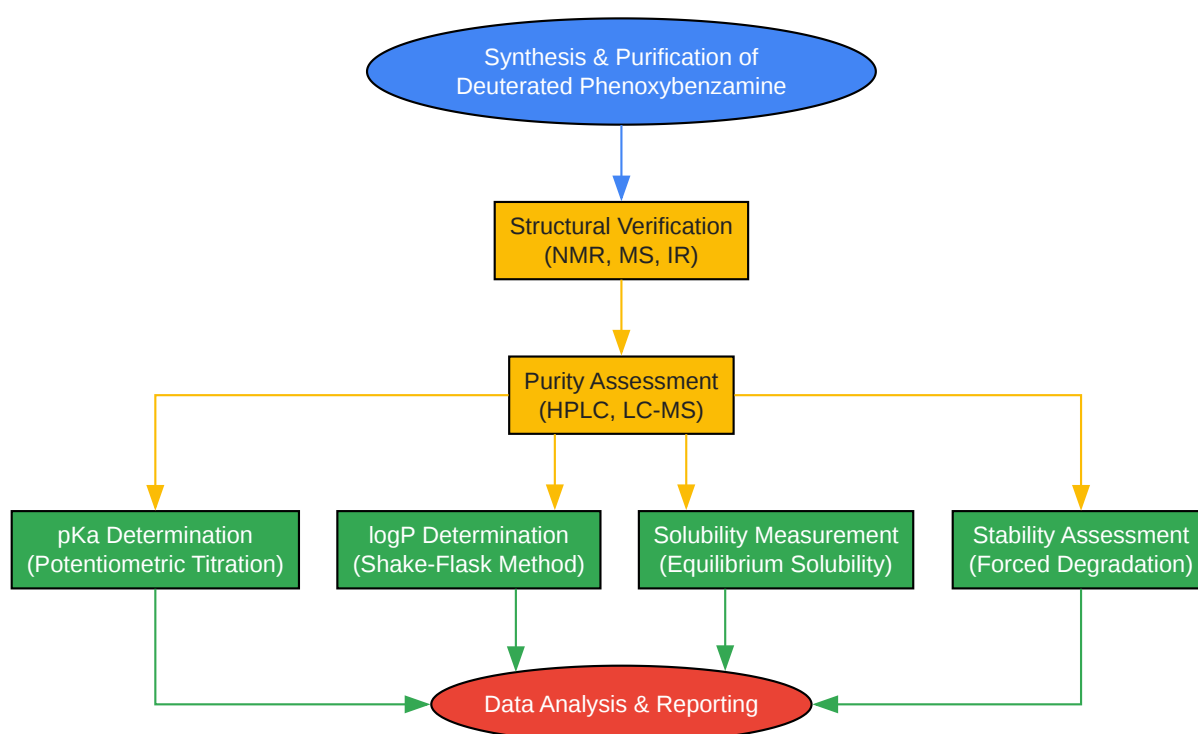 Synthesis & Purification of
Deuterated Phenoxybenzamine
Structural Verification
(NMR, MS, IR)
Purity Assessment
(HPLC, LC-MS)
pKa Determination
(Potentiometric Titration)
logP Determination
(Shake-Flask Method)
Solubility Measurement
(Equilibrium Solubility)
Stability Assessment
(Forced Degradation)
Data Analysis & Reporting